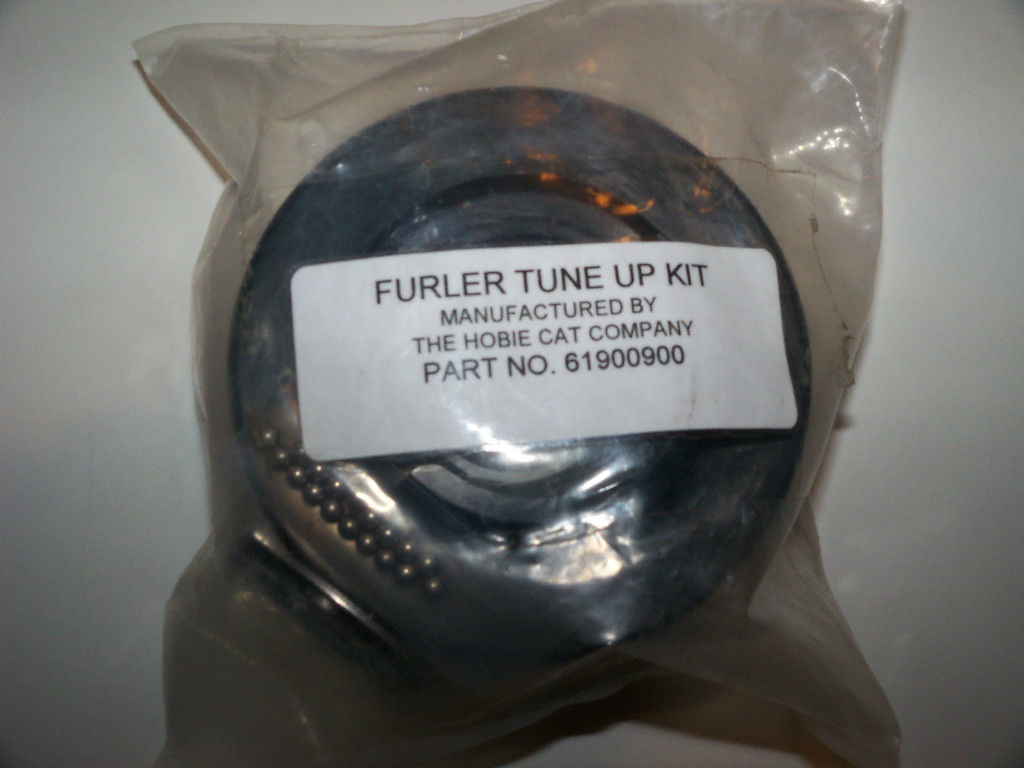 FURLER TUNE UP KIT
MANUFACTURED BY
THE HOBIE CAT COMPANY
PART NO. 61900900